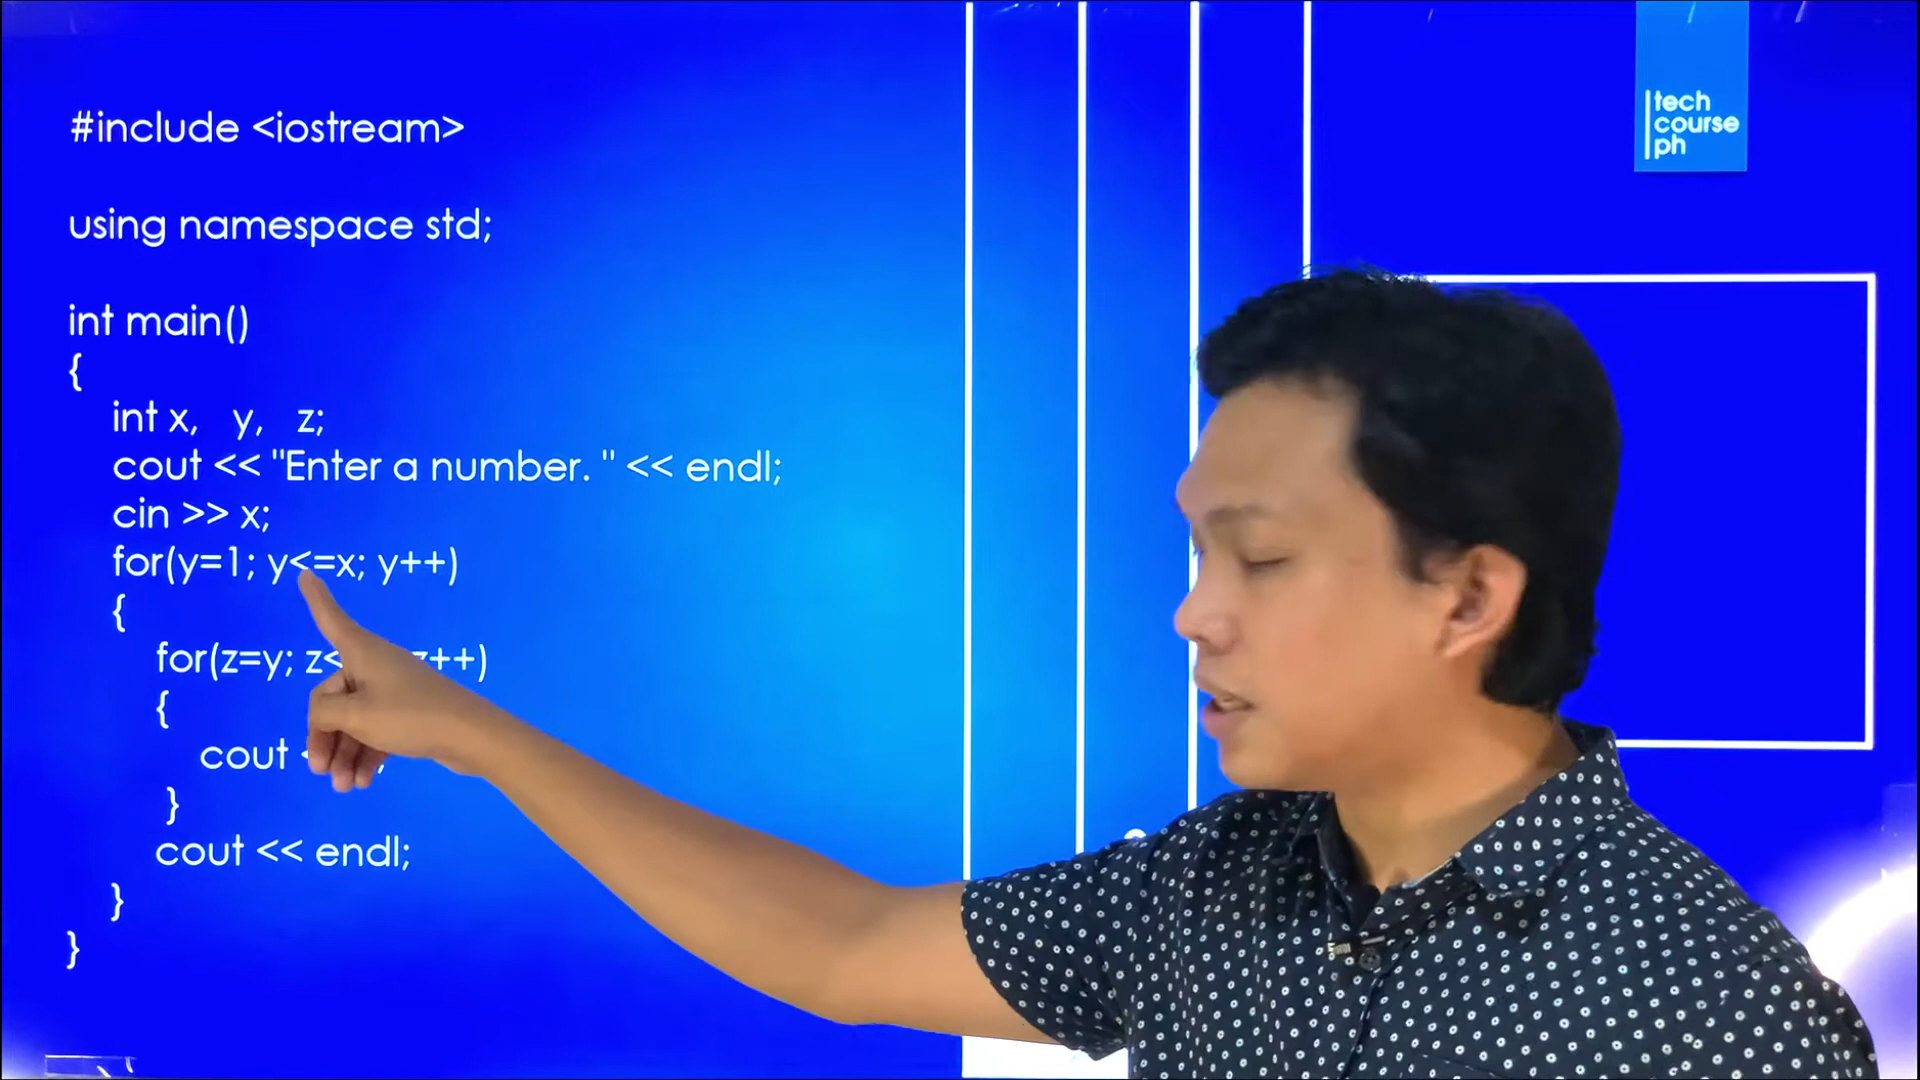 #include <iostream>
using namespace std;
int main()
{
int x, y, z;
cout << "Enter a number. " << endl;
cin >> x;
for(y=1; y<=x; y++)
{
for(z=y; z< z++)
{
cout
}
cout << endl;
}
}
tech
course
ph